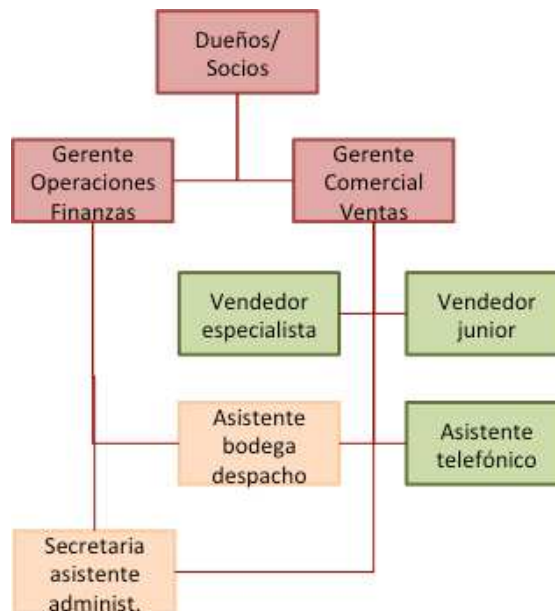 Dueños/
Socios
Gerente
Operaciones
Finanzas
Gerente
Comercial
Ventas
Vendedor
especialista
Vendedor
junior
Asistente
bodega
despacho
Asistente
telefónico
Secretaria
asistente
administ.